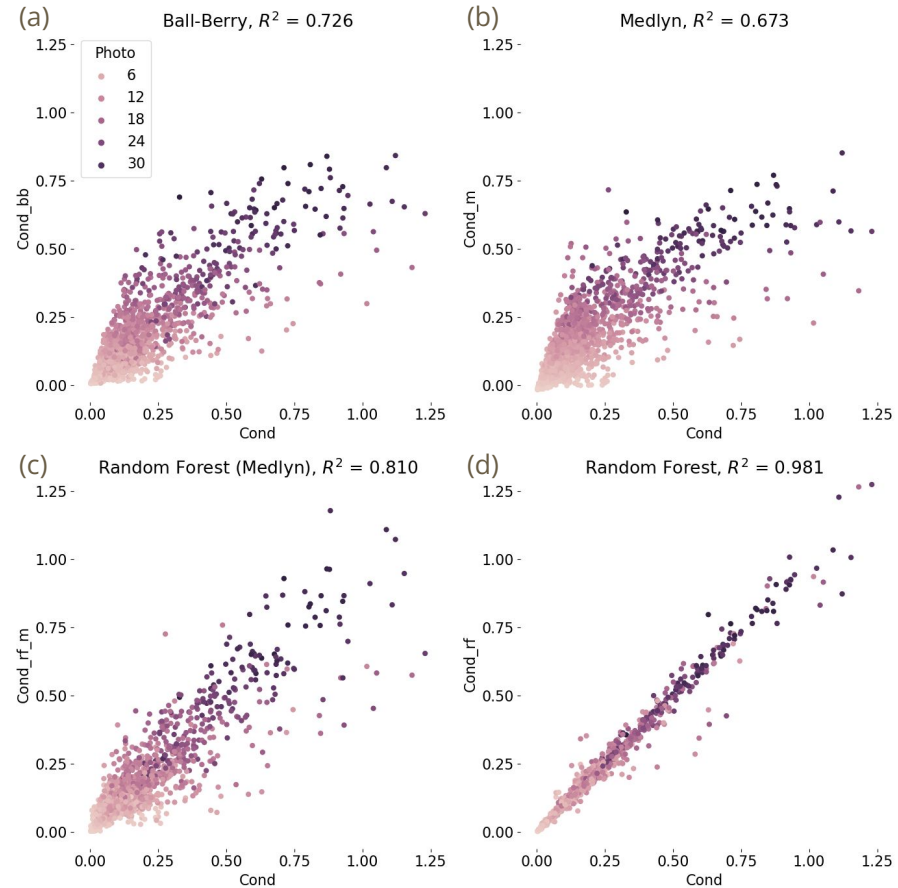 (a)
Ball-Berry, R² = 0.726
Photo
6
12
18
24
30
1.25
1.00
0.75
0.50
0.25
0.00
Cond_bb
0.00 0.25 0.50 0.75 1.00 1.25
Cond
(b)
Medlyn, R² = 0.673
1.25
1.00
0.75
0.50
0.25
0.00
Cond_m
0.00 0.25 0.50 0.75 1.00 1.25
Cond
(c)
Random Forest (Medlyn), R² = 0.810
1.25
1.00
0.75
0.50
0.25
0.00
Cond_rf_m
0.00 0.25 0.50 0.75 1.00 1.25
Cond
(d)
Random Forest, R² = 0.981
1.25
1.00
0.75
0.50
0.25
0.00
Cond_rf
0.00 0.25 0.50 0.75 1.00 1.25
Cond